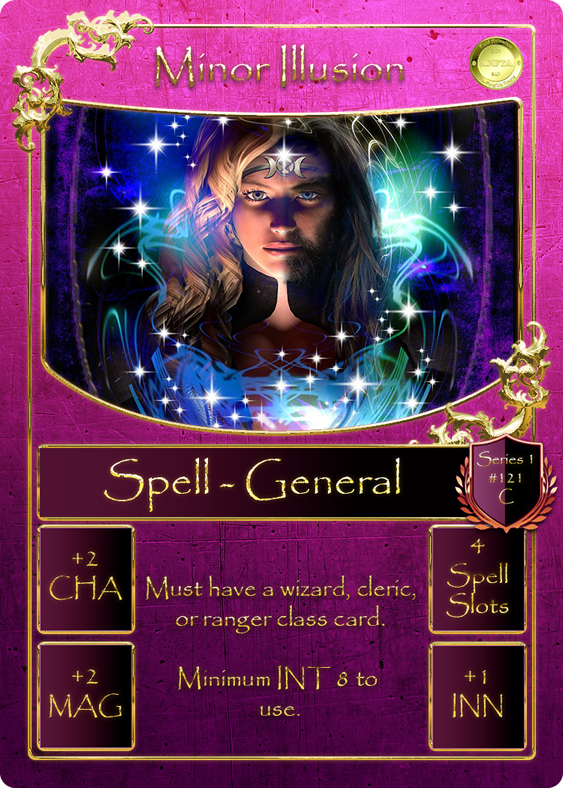 Minor Illusion
Spell - General
Series 1
#121
C
+2
CHA
Must have a wizard, cleric,
or ranger class card.
4
Spell
Slots
+2
MAG
Minimum INT 8 to
use.
+1
INN